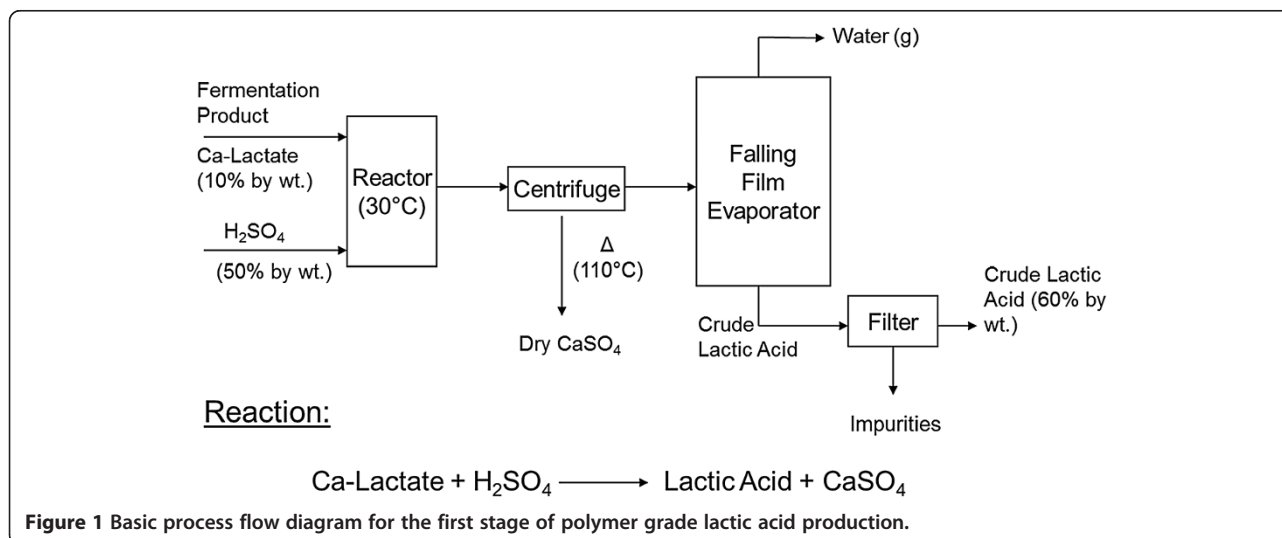 Water (g)
Fermentation
Product
Ca-Lactate
(10% by wt.)
H₂SO₄
(50% by wt.)
Reactor
(30°C)
Centrifuge
Δ
(110°C)
Dry CaSO₄
Falling
Film
Evaporator
Crude
Lactic Acid
Filter
Crude Lactic
Acid (60% by
wt.)
Impurities
Reaction:
Ca-Lactate + H₂SO₄ ⟶ Lactic Acid + CaSO₄
Figure 1 Basic process flow diagram for the first stage of polymer grade lactic acid production.